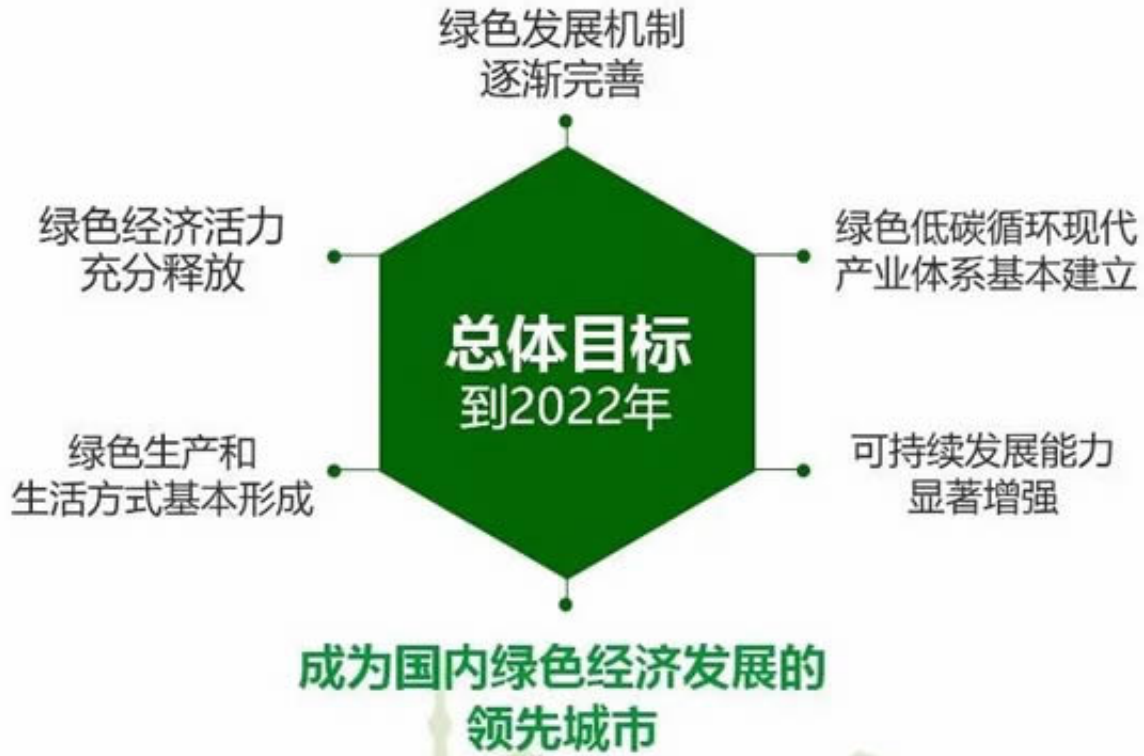 绿色发展机制
逐渐完善
绿色经济活力
充分释放
绿色低碳循环现代
产业体系基本建立
总体目标
到2022年
绿色生产和
生活方式基本形成
可持续发展能力
显著增强
成为国内绿色经济发展的
领先城市